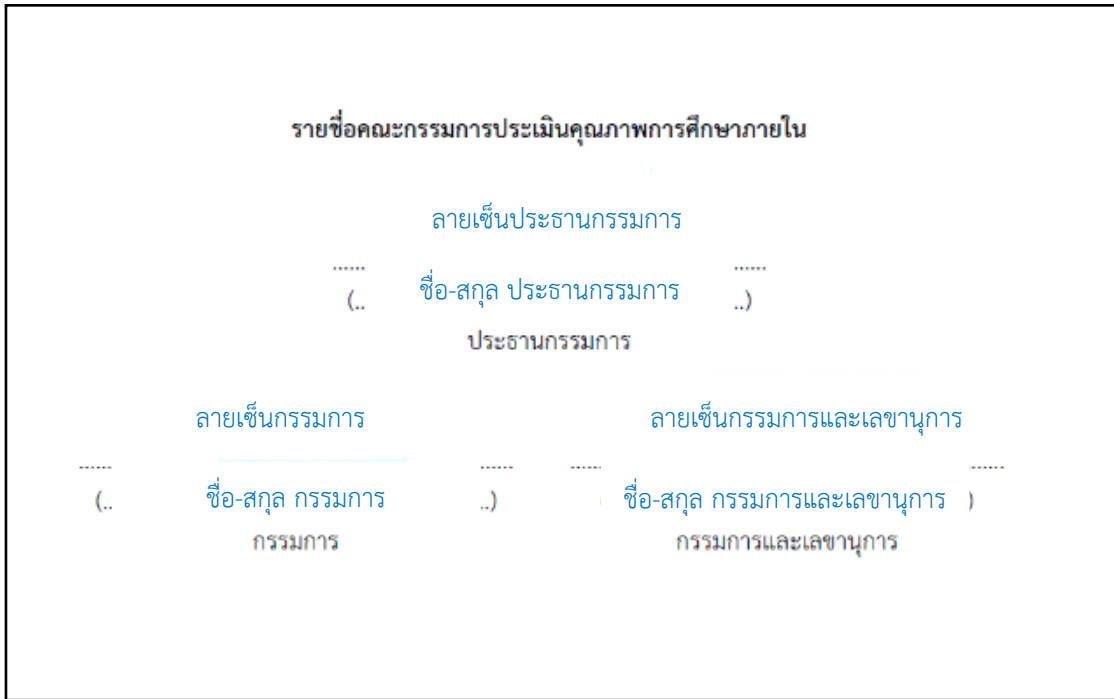 รายชื่อคณะกรรมการประเมินคุณภาพการศึกษาภายใน
ลายเซ็นประธานกรรมการ
...... ......
(.. ชื่อ-สกุล ประธานกรรมการ ..)
ประธานกรรมการ
ลายเซ็นกรรมการ ลายเซ็นกรรมการและเลขานุการ
...... ...... ...... ......
(.. ชื่อ-สกุล กรรมการ ..) ( ชื่อ-สกุล กรรมการและเลขานุการ )
กรรมการ กรรมการและเลขานุการ